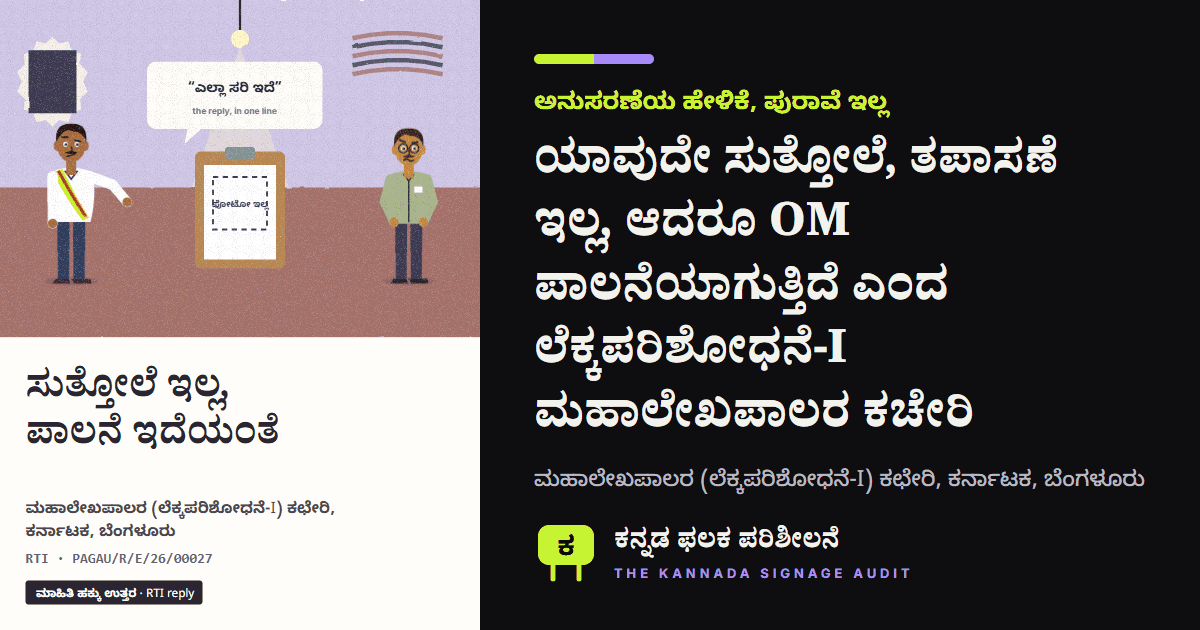 “ಎಲ್ಲಾ ಸರಿ ಇದೆ”
the reply, in one line
ಫೋಟೋ ಇಲ್ಲ
ಸುತ್ತೋಲೆ ಇಲ್ಲ,
ಪಾಲನೆ ಇದೆಯಂತೆ
ಮಹಾಲೇಖಪಾಲರ (ಲೆಕ್ಕಪರಿಶೋಧನೆ-I) ಕಛೇರಿ,
ಕರ್ನಾಟಕ, ಬೆಂಗಳೂರು
RTI · PAGAU/R/E/26/00027
ಮಾಹಿತಿ ಹಕ್ಕು ಉತ್ತರ · RTI reply
ಅನುಸರಣೆಯ ಹೇಳಿಕೆ, ಪುರಾವೆ ಇಲ್ಲ
ಯಾವುದೇ ಸುತ್ತೋಲೆ, ತಪಾಸಣೆ
ಇಲ್ಲ, ಆದರೂ OM
ಪಾಲನೆಯಾಗುತ್ತಿದೆ ಎಂದ
ಲೆಕ್ಕಪರಿಶೋಧನೆ-I
ಮಹಾಲೇಖಪಾಲರ ಕಚೇರಿ
ಮಹಾಲೇಖಪಾಲರ (ಲೆಕ್ಕಪರಿಶೋಧನೆ-I) ಕಛೇರಿ, ಕರ್ನಾಟಕ, ಬೆಂಗಳೂರು
ಕ
ಕನ್ನಡ ಫಲಕ ಪರಿಶೀಲನೆ
THE KANNADA SIGNAGE AUDIT